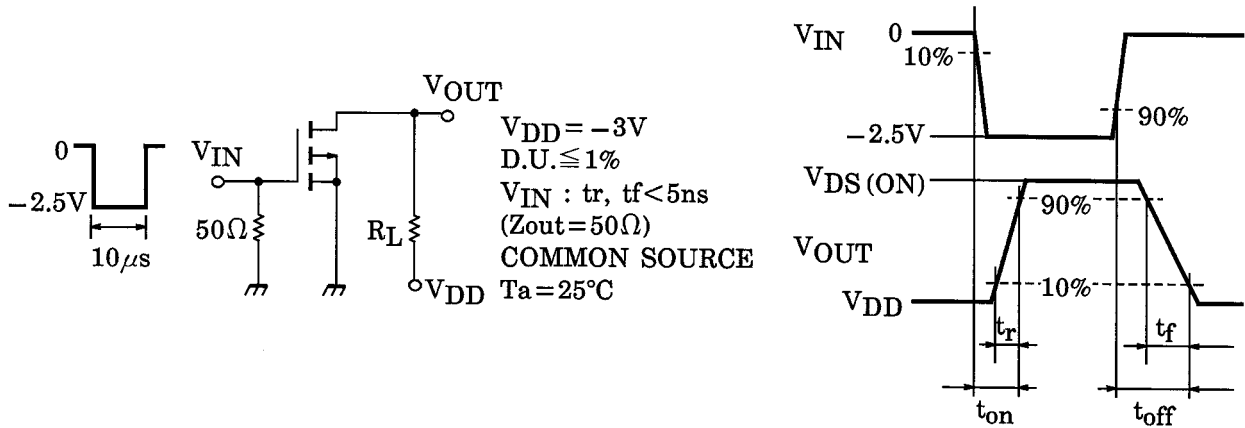 0
-2.5V
10μs
VIN
50Ω
VOUT
RL
VDD
VDD = -3V
D.U.≦1%
VIN : tr, tf<5ns
(Zout=50Ω)
COMMON SOURCE
Ta=25°C
VIN
0
10%
90%
-2.5V
VDS (ON)
90%
VOUT
10%
VDD
tr
tf
ton
toff